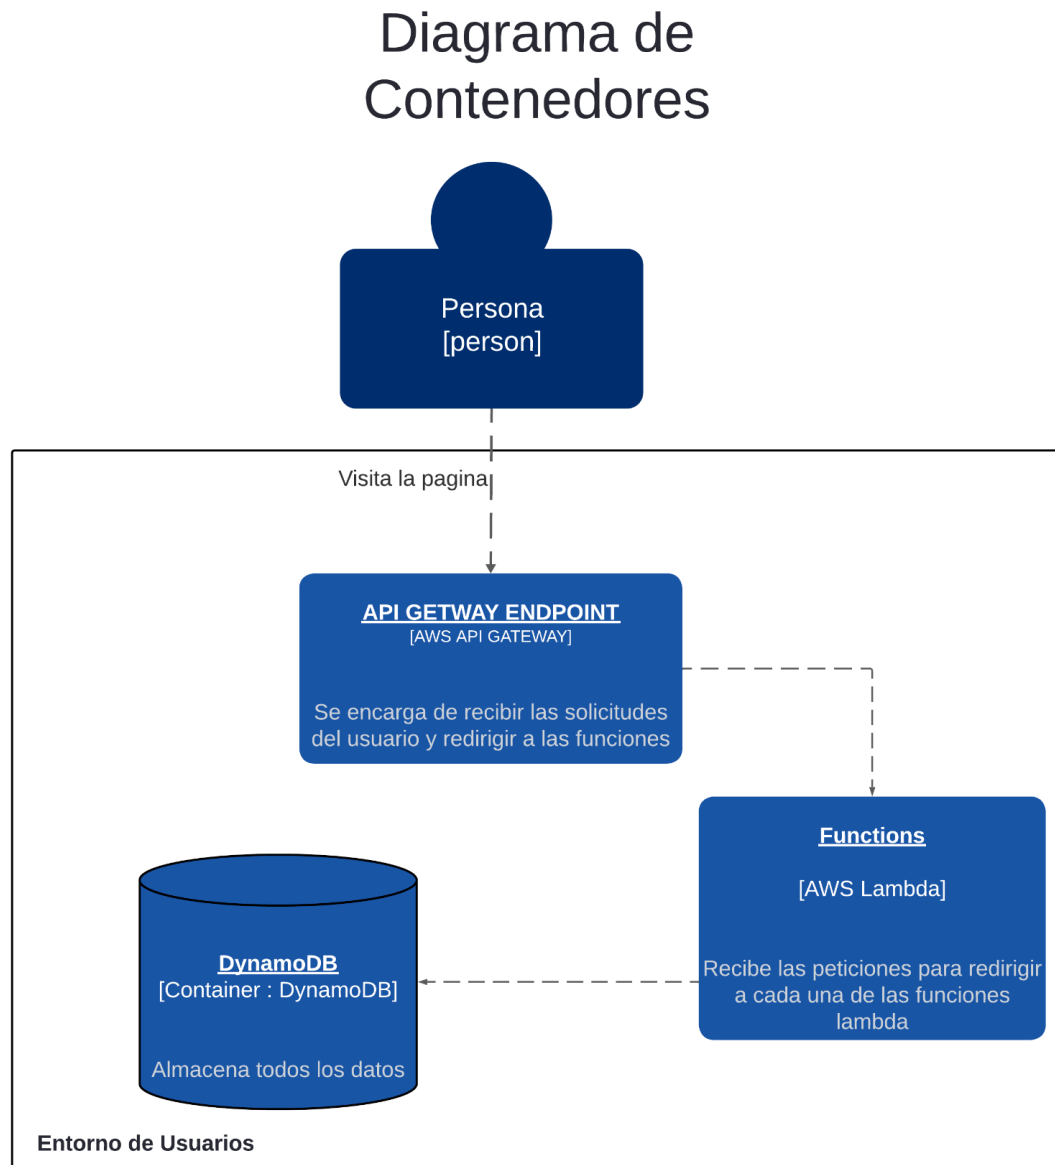 Diagrama de
Contenedores
Persona
[person]
Visita la pagina
API GETWAY ENDPOINT
[AWS API GATEWAY]
Se encarga de recibir las solicitudes
del usuario y redirigir a las funciones
Functions
[AWS Lambda]
Recibe las peticiones para redirigir
a cada una de las funciones
lambda
DynamoDB
[Container : DynamoDB]
Almacena todos los datos
Entorno de Usuarios